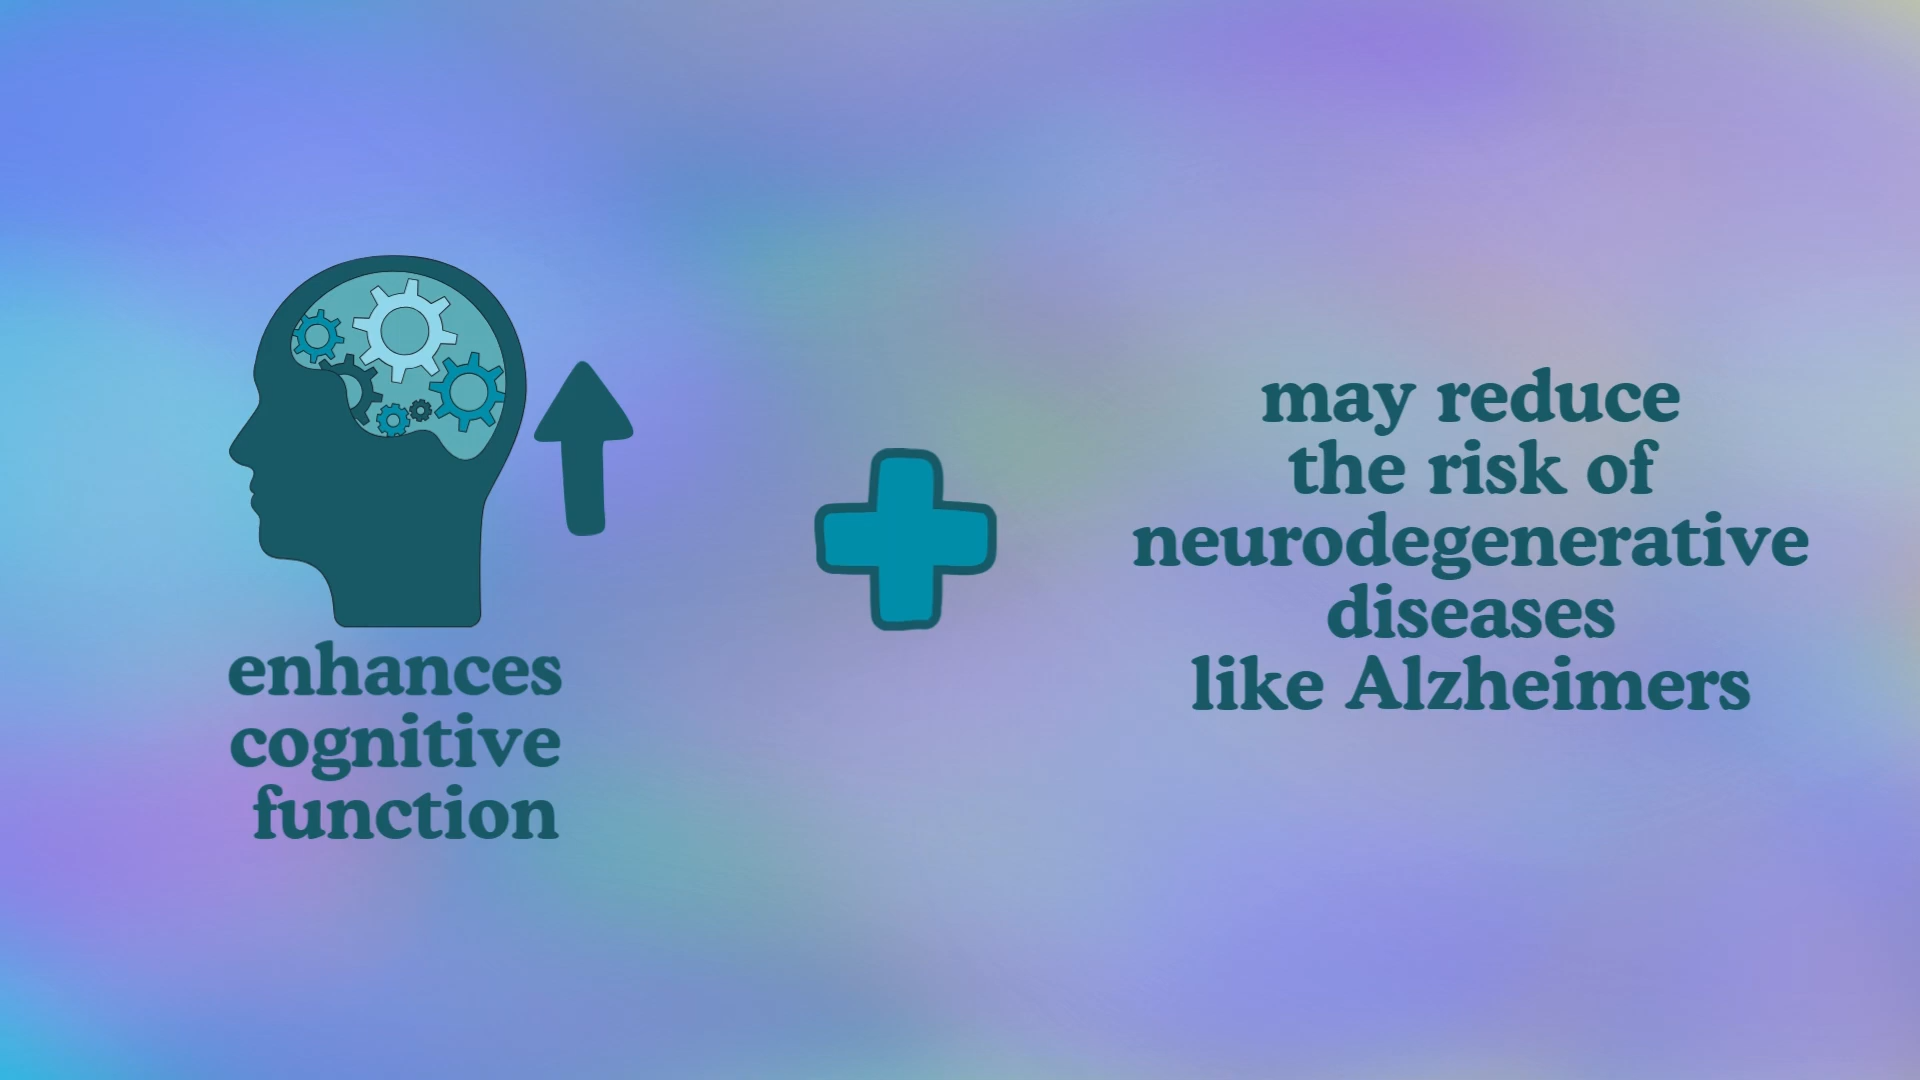 enhances
cognitive
function
may reduce
the risk of
neurodegenerative
diseases
like Alzheimers